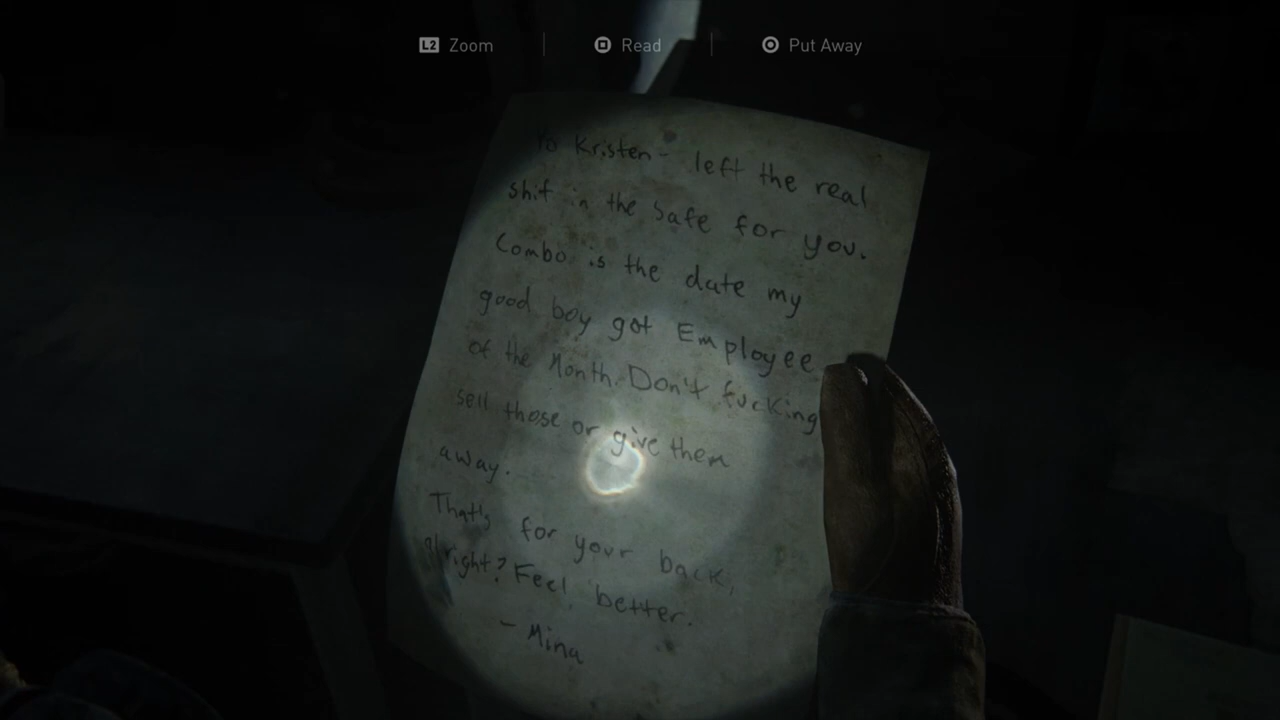 L2 Zoom
Read
Put Away
Yo Kristen - left the real
shit in the safe for you.
Combo is the date my
good boy got Employee
of the Month. Don't fucking
sell those or give them
away.
That's for your back,
alright? Feel better.
- Mina